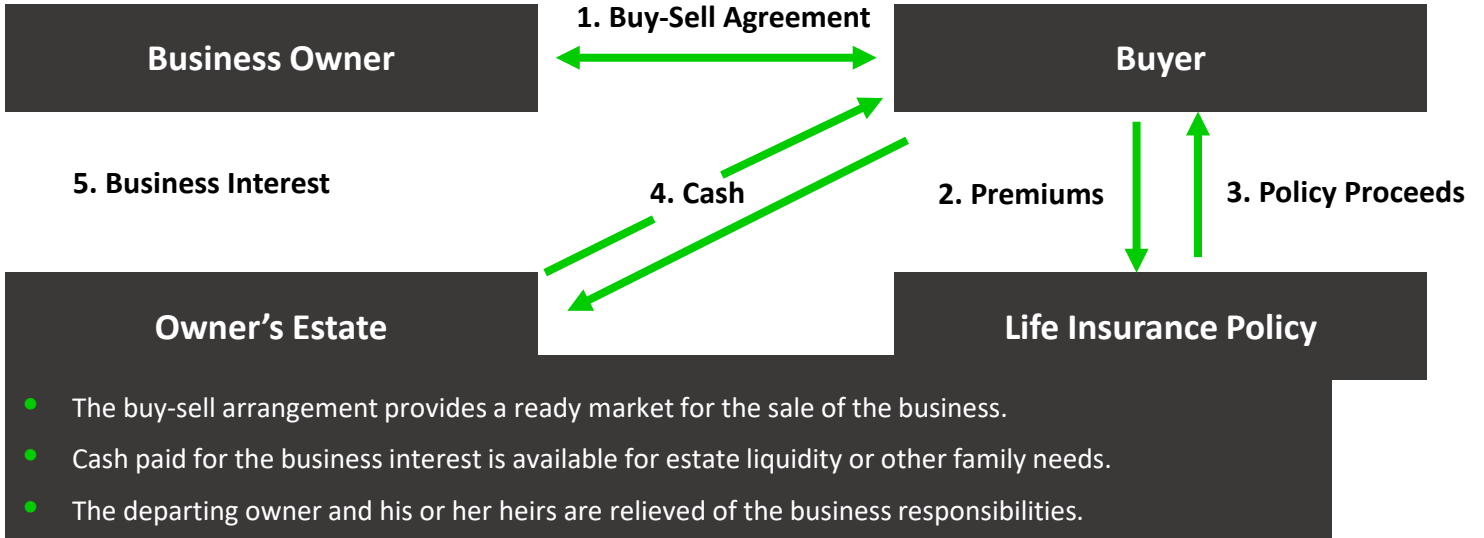 1. Buy-Sell Agreement
Business Owner
Buyer
5. Business Interest
4. Cash
2. Premiums
3. Policy Proceeds
Owner’s Estate
Life Insurance Policy
• The buy-sell arrangement provides a ready market for the sale of the business.
• Cash paid for the business interest is available for estate liquidity or other family needs.
• The departing owner and his or her heirs are relieved of the business responsibilities.